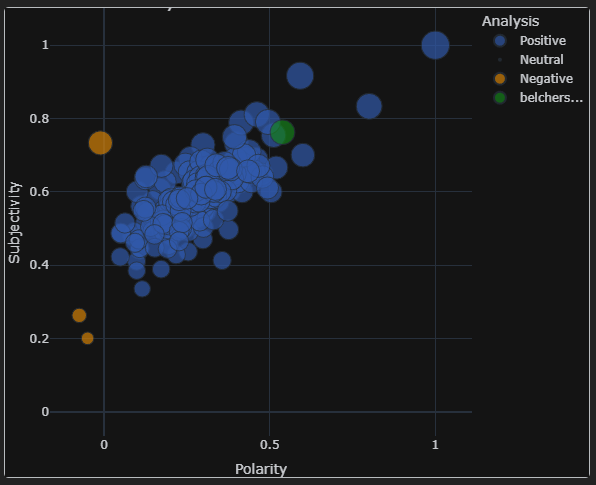 Analysis
Positive
Neutral
Negative
belchers...
1
0.8
0.6
0.4
0.2
0
Subjectivity
0
0.5
1
Polarity